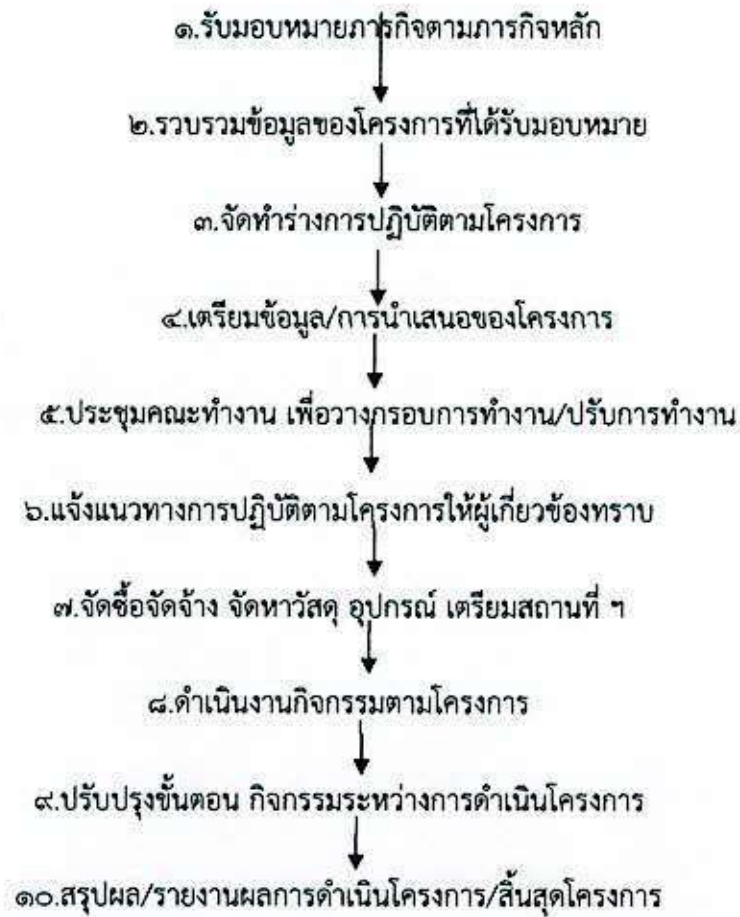 ๑.รับมอบหมายภารกิจตามภารกิจหลัก
๒.รวบรวมข้อมูลของโครงการที่ได้รับมอบหมาย
๓.จัดทำร่างการปฏิบัติตามโครงการ
๔.เตรียมข้อมูล/การนำเสนอของโครงการ
๕.ประชุมคณะทำงาน เพื่อวางกรอบการทำงาน/ปรับการทำงาน
๖.แจ้งแนวทางการปฏิบัติตามโครงการให้ผู้เกี่ยวข้องทราบ
๗.จัดซื้อจัดจ้าง จัดหาวัสดุ อุปกรณ์ เตรียมสถานที่ ฯ
๘.ดำเนินงานกิจกรรมตามโครงการ
๙.ปรับปรุงขั้นตอน กิจกรรมระหว่างการดำเนินโครงการ
๑๐.สรุปผล/รายงานผลการดำเนินโครงการ/สิ้นสุดโครงการ